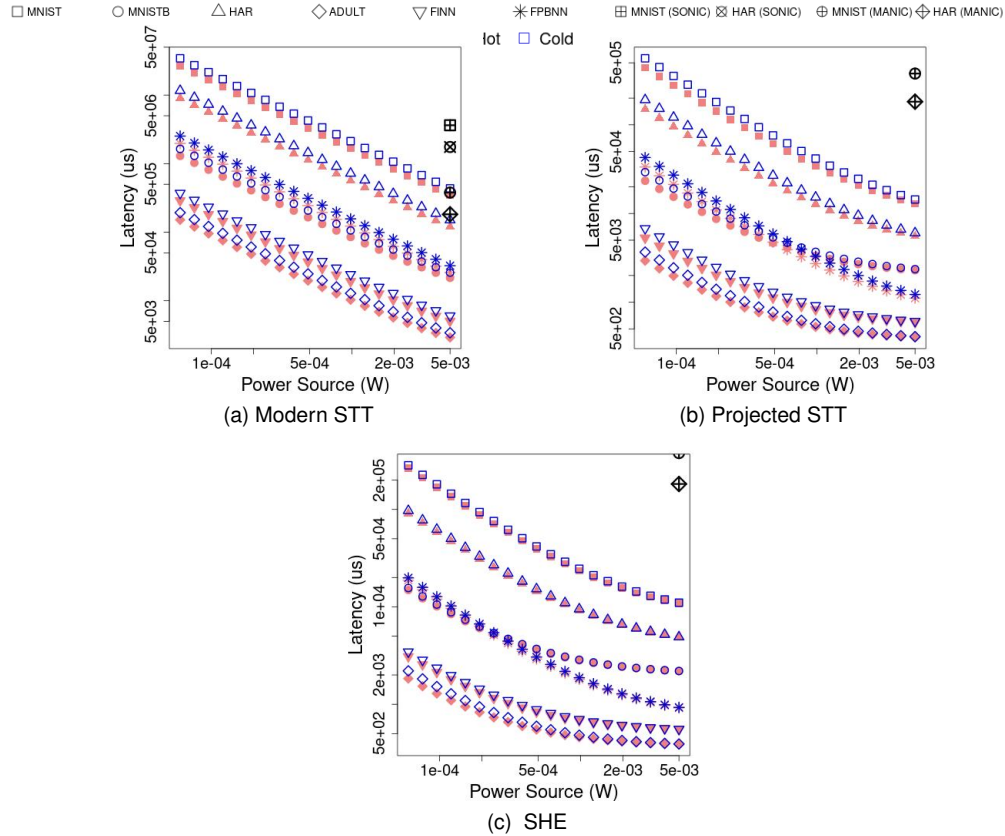 MNIST MNISTB HAR ADULT FINN FPBNN MNIST (SONIC) HAR (SONIC) MNIST (MANIC) HAR (MANIC)
Cold
Latency (us)
5e+07
5e+06
5e+05
5e+04
5e+03
1e-04 5e-04 2e-03 5e-03
Power Source (W)
(a) Modern STT
Latency (us)
5e+05
5e+04
5e+03
5e+02
1e-04 5e-04 2e-03 5e-03
Power Source (W)
(b) Projected STT
Latency (us)
2e+05
5e+04
1e+04
2e+03
5e+02
1e-04 5e-04 2e-03 5e-03
Power Source (W)
(c) SHE